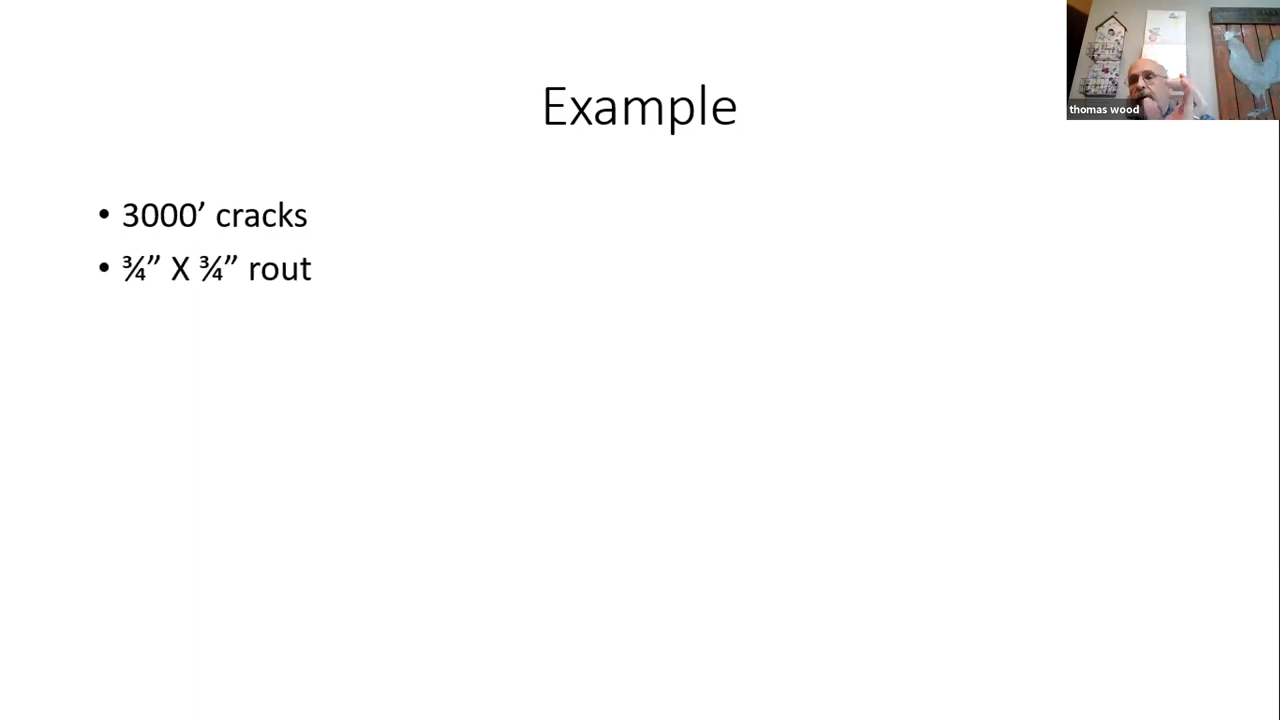 thomas wood
Example
• 3000’ cracks
• ¾” X ¾” rout